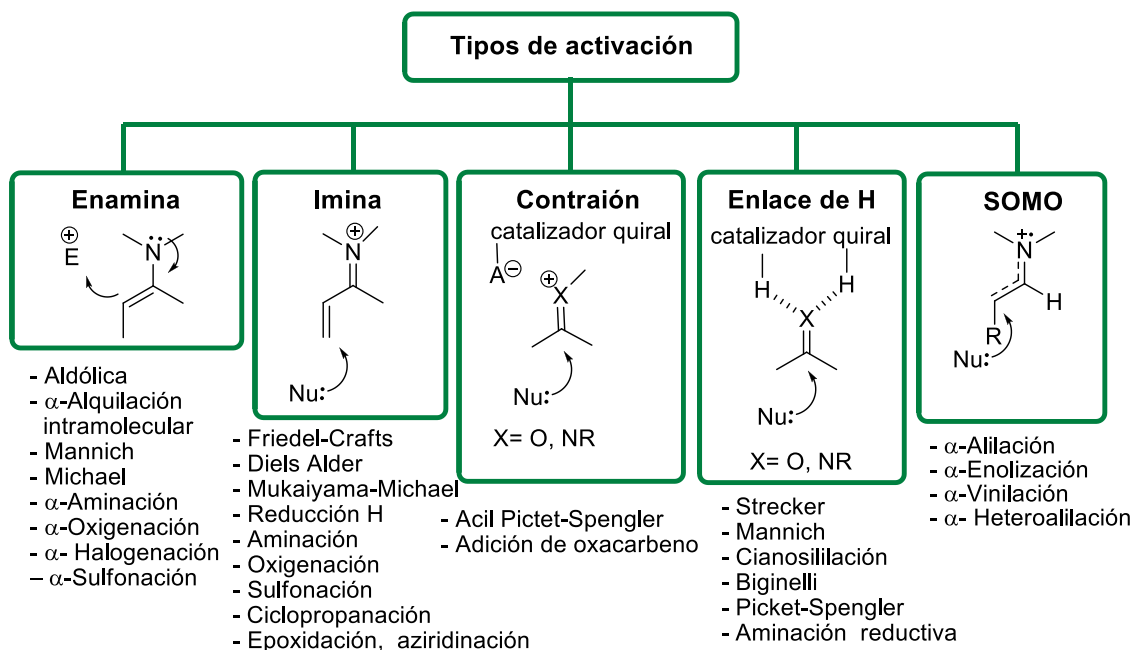 Tipos de activación
Enamina
⊕
E
N
- Aldólica
- α-Alquilación
intramolecular
- Mannich
- Michael
- α-Aminación
- α-Oxigenación
- α- Halogenación
– α-Sulfonación
Imina
⊕
N
Nu:
- Friedel-Crafts
- Diels Alder
- Mukaiyama-Michael
- Reducción H
- Aminación
- Oxigenación
- Sulfonación
- Ciclopropanación
- Epoxidación, aziridinación
Contraión
catalizador quiral
A⊖
⊕
X
Nu:
X= O, NR
- Acil Pictet-Spengler
- Adición de oxacarbeno
Enlace de H
catalizador quiral
H H
X
Nu:
X= O, NR
- Strecker
- Mannich
- Cianosililación
- Biginelli
- Picket-Spengler
- Aminación reductiva
SOMO
+•
N
H
R
Nu:
- α-Alilación
- α-Enolización
- α-Vinilación
- α- Heteroalilación